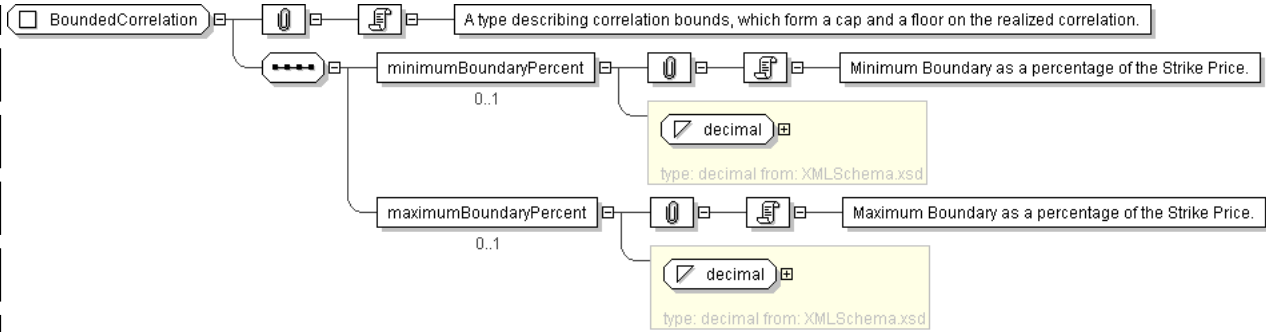 BoundedCorrelation
A type describing correlation bounds, which form a cap and a floor on the realized correlation.
minimumBoundaryPercent
Minimum Boundary as a percentage of the Strike Price.
0..1
decimal
type: decimal from: XMLSchema.xsd
maximumBoundaryPercent
Maximum Boundary as a percentage of the Strike Price.
0..1
decimal
type: decimal from: XMLSchema.xsd